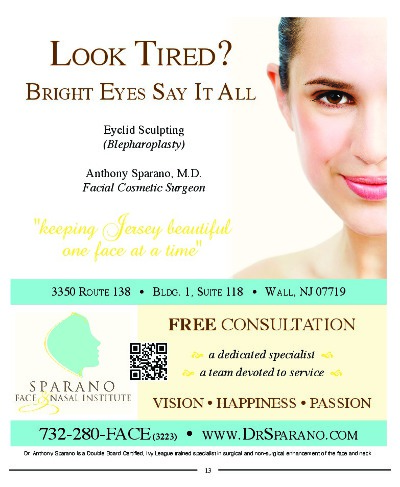 LOOK TIRED?
BRIGHT EYES SAY IT ALL
Eyelid Sculpting
(Blepharoplasty)
Anthony Sparano, M.D.
Facial Cosmetic Surgeon
"keeping Jersey beautiful
one face at a time"
3350 ROUTE 138 • BLDG. 1, SUITE 118 • WALL, NJ 07719
FREE CONSULTATION
a dedicated specialist
a team devoted to service
VISION • HAPPINESS • PASSION
SPARANO
FACE & NASAL INSTITUTE
732-280-FACE (3223) • WWW.DRSPARANO.COM
Dr. Anthony Sparano is a Double Board Certified, Ivy League trained specialist in surgical and non-surgical enhancement of the face and neck.
13